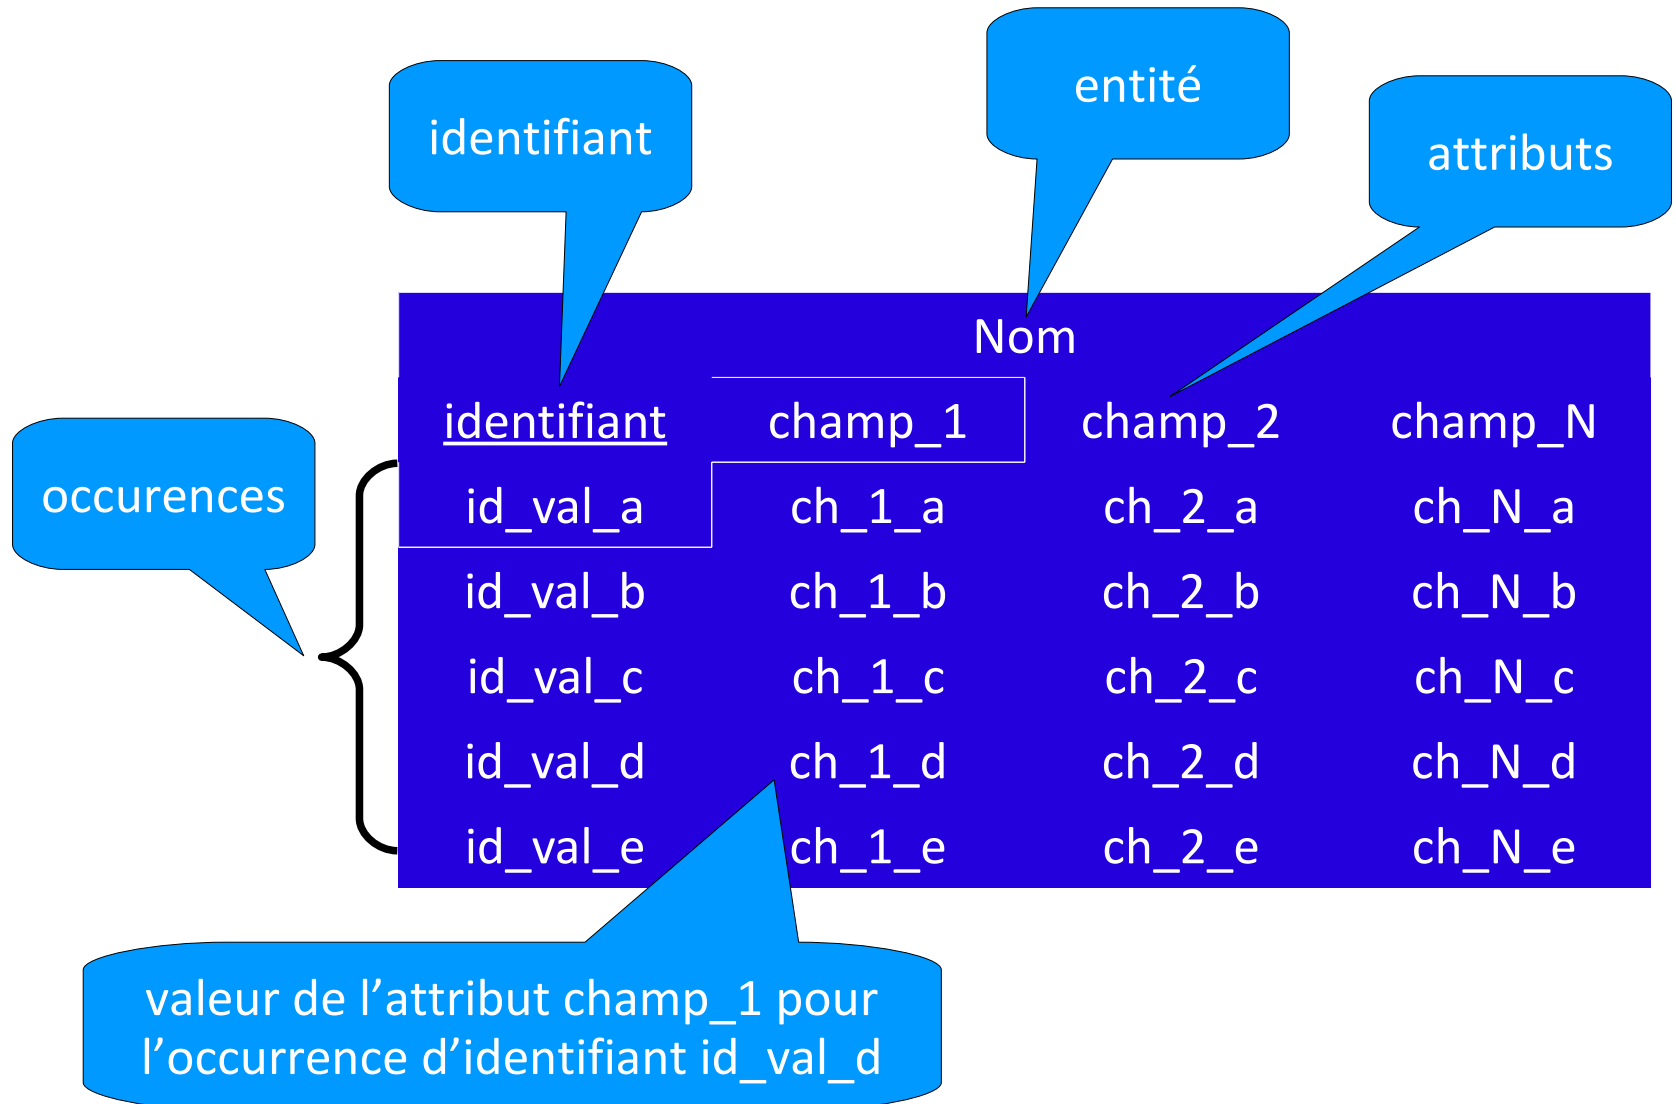 entité
identifiant
attributs
Nom
identifiant champ_1 champ_2 champ_N
occurences
id_val_a ch_1_a ch_2_a ch_N_a
id_val_b ch_1_b ch_2_b ch_N_b
id_val_c ch_1_c ch_2_c ch_N_c
id_val_d ch_1_d ch_2_d ch_N_d
id_val_e ch_1_e ch_2_e ch_N_e
valeur de l’attribut champ_1 pour
l’occurrence d’identifiant id_val_d